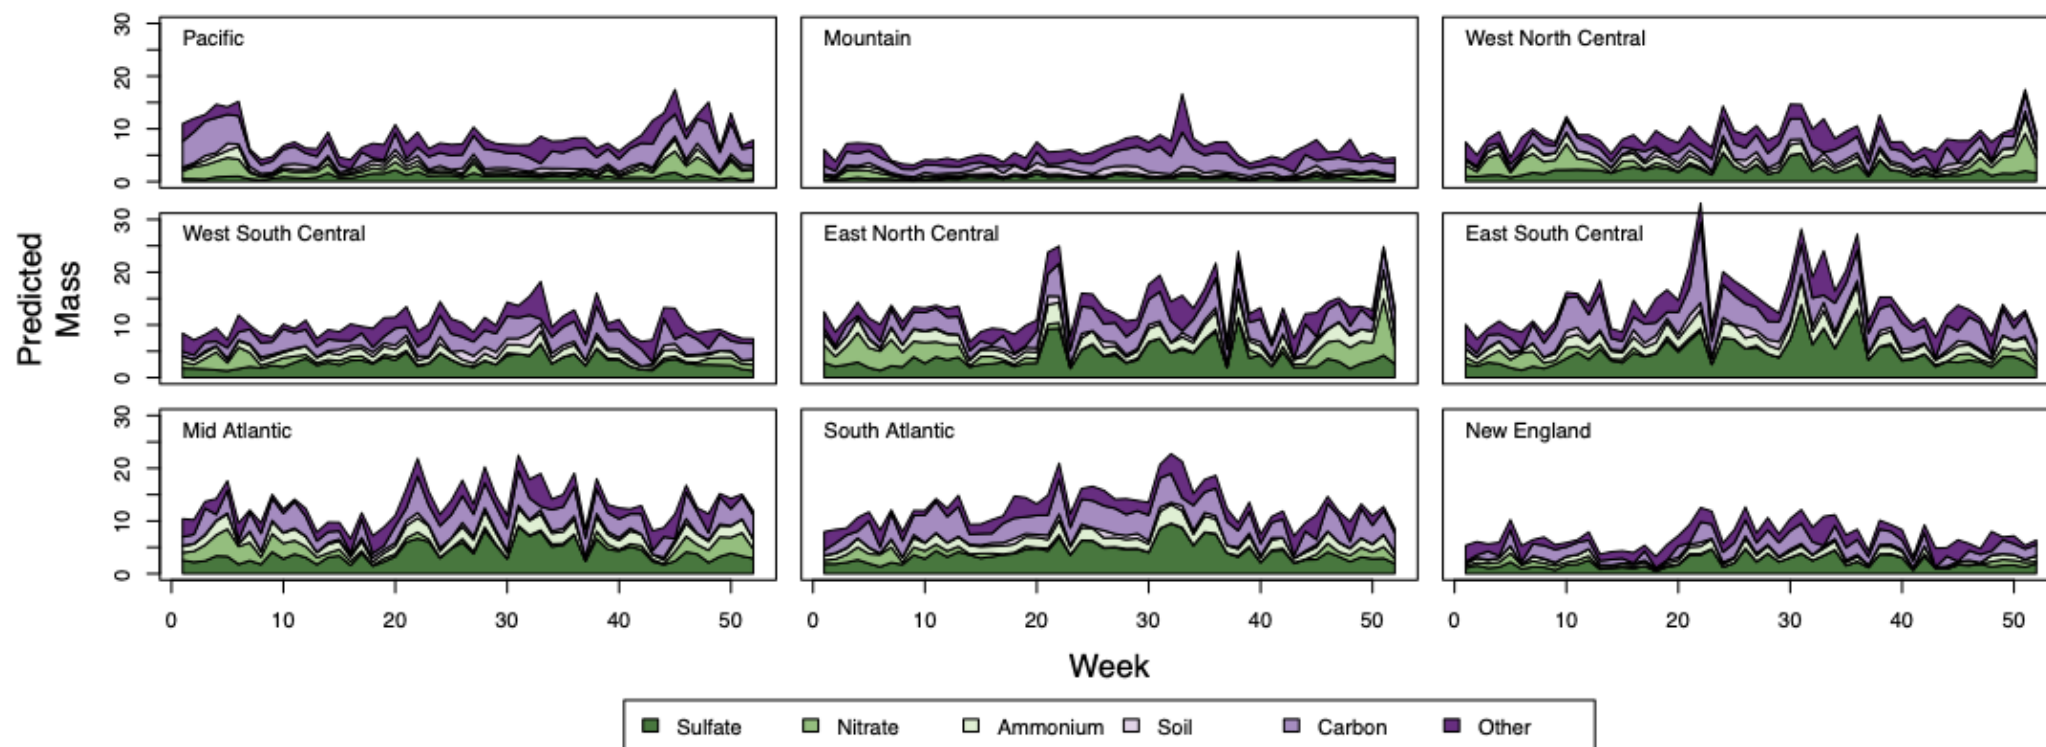 Pacific
Mountain
West North Central
30
20
10
0
West South Central
East North Central
East South Central
30
20
10
0
Predicted
Mass
Mid Atlantic
South Atlantic
New England
30
20
10
0
0 10 20 30 40 50
0 10 20 30 40 50
0 10 20 30 40 50
Week
Sulfate Nitrate Ammonium Soil Carbon Other